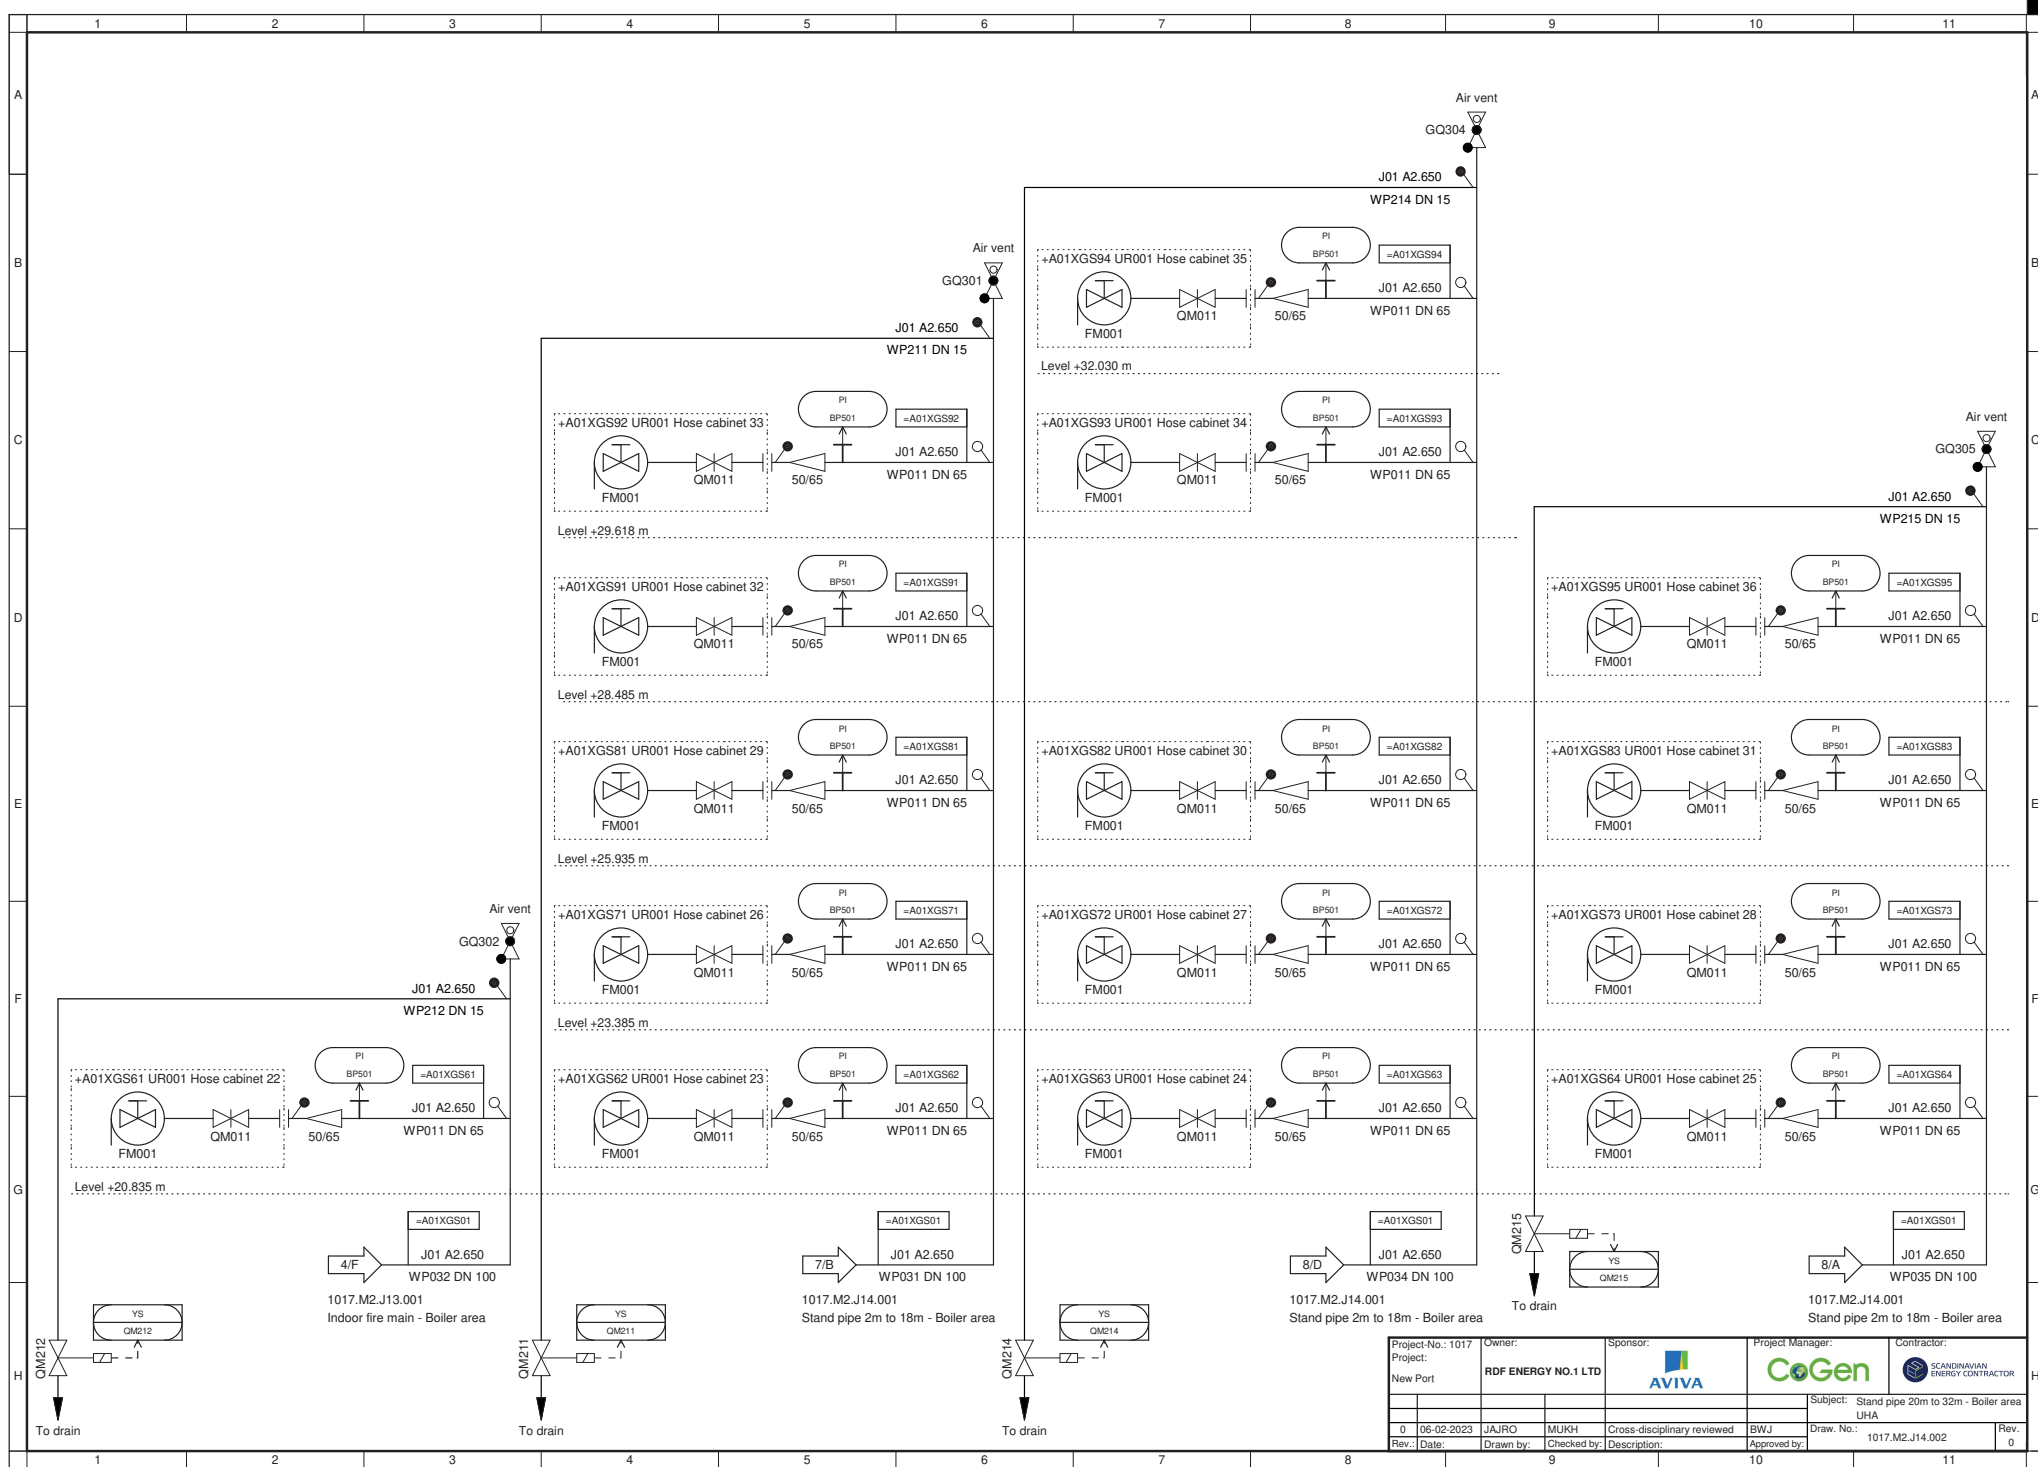 1 2 3 4 5 6 7 8 9 10 11
A A
Air vent
GQ304
J01 A2.650
WP214 DN 15
B B
Air vent
GQ301
J01 A2.650
WP211 DN 15
+A01XGS94 UR001 Hose cabinet 35
PI
BP501
=A01XGS94
J01 A2.650
WP011 DN 65
QM011
50/65
FM001
Level +32.030 m
C C
+A01XGS92 UR001 Hose cabinet 33
PI
BP501
=A01XGS92
J01 A2.650
WP011 DN 65
QM011
50/65
FM001
+A01XGS93 UR001 Hose cabinet 34
PI
BP501
=A01XGS93
J01 A2.650
WP011 DN 65
QM011
50/65
FM001
Air vent
GQ305
J01 A2.650
WP215 DN 15
Level +29.618 m
D D
+A01XGS91 UR001 Hose cabinet 32
PI
BP501
=A01XGS91
J01 A2.650
WP011 DN 65
QM011
50/65
FM001
+A01XGS95 UR001 Hose cabinet 36
PI
BP501
=A01XGS95
J01 A2.650
WP011 DN 65
QM011
50/65
FM001
Level +28.485 m
E E
+A01XGS81 UR001 Hose cabinet 29
PI
BP501
=A01XGS81
J01 A2.650
WP011 DN 65
QM011
50/65
FM001
+A01XGS82 UR001 Hose cabinet 30
PI
BP501
=A01XGS82
J01 A2.650
WP011 DN 65
QM011
50/65
FM001
+A01XGS83 UR001 Hose cabinet 31
PI
BP501
=A01XGS83
J01 A2.650
WP011 DN 65
QM011
50/65
FM001
Level +25.935 m
F F
Air vent
GQ302
J01 A2.650
WP212 DN 15
+A01XGS71 UR001 Hose cabinet 26
PI
BP501
=A01XGS71
J01 A2.650
WP011 DN 65
QM011
50/65
FM001
+A01XGS72 UR001 Hose cabinet 27
PI
BP501
=A01XGS72
J01 A2.650
WP011 DN 65
QM011
50/65
FM001
+A01XGS73 UR001 Hose cabinet 28
PI
BP501
=A01XGS73
J01 A2.650
WP011 DN 65
QM011
50/65
FM001
Level +23.385 m
+A01XGS61 UR001 Hose cabinet 22
PI
BP501
=A01XGS61
J01 A2.650
WP011 DN 65
QM011
50/65
FM001
+A01XGS62 UR001 Hose cabinet 23
PI
BP501
=A01XGS62
J01 A2.650
WP011 DN 65
QM011
50/65
FM001
+A01XGS63 UR001 Hose cabinet 24
PI
BP501
=A01XGS63
J01 A2.650
WP011 DN 65
QM011
50/65
FM001
+A01XGS64 UR001 Hose cabinet 25
PI
BP501
=A01XGS64
J01 A2.650
WP011 DN 65
QM011
50/65
FM001
G G
Level +20.835 m
=A01XGS01
4/F
J01 A2.650
WP032 DN 100
1017.M2.J13.001
Indoor fire main - Boiler area
=A01XGS01
7/B
J01 A2.650
WP031 DN 100
1017.M2.J14.001
Stand pipe 2m to 18m - Boiler area
=A01XGS01
8/D
J01 A2.650
WP034 DN 100
1017.M2.J14.001
Stand pipe 2m to 18m - Boiler area
QM215
YS
QM215
To drain
=A01XGS01
8/A
J01 A2.650
WP035 DN 100
1017.M2.J14.001
Stand pipe 2m to 18m - Boiler area
H H
QM212
YS
QM212
To drain
QM211
YS
QM211
To drain
QM214
YS
QM214
To drain
Project-No.: 1017
Project:
New Port
Owner:
RDF ENERGY NO.1 LTD
Sponsor:
AVIVA
Project Manager:
CoGen
Contractor:
SCANDINAVIAN
ENERGY CONTRACTOR
Subject: Stand pipe 20m to 32m - Boiler area
UHA
0 06-02-2023 JAJRO MUKH Cross-disciplinary reviewed BWJ
Rev.: Date: Drawn by: Checked by: Description: Approved by:
Draw. No.: 1017.M2.J14.002
Rev.
0
1 2 3 4 5 6 7 8 9 10 11